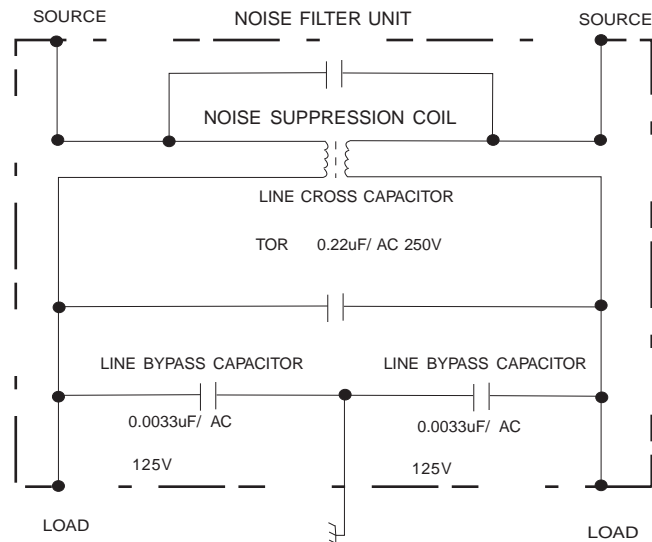 SOURCE
NOISE FILTER UNIT
SOURCE
NOISE SUPPRESSION COIL
LINE CROSS CAPACITOR
TOR 0.22uF/ AC 250V
LINE BYPASS CAPACITOR
LINE BYPASS CAPACITOR
0.0033uF/ AC
0.0033uF/ AC
125V
125V
LOAD
LOAD